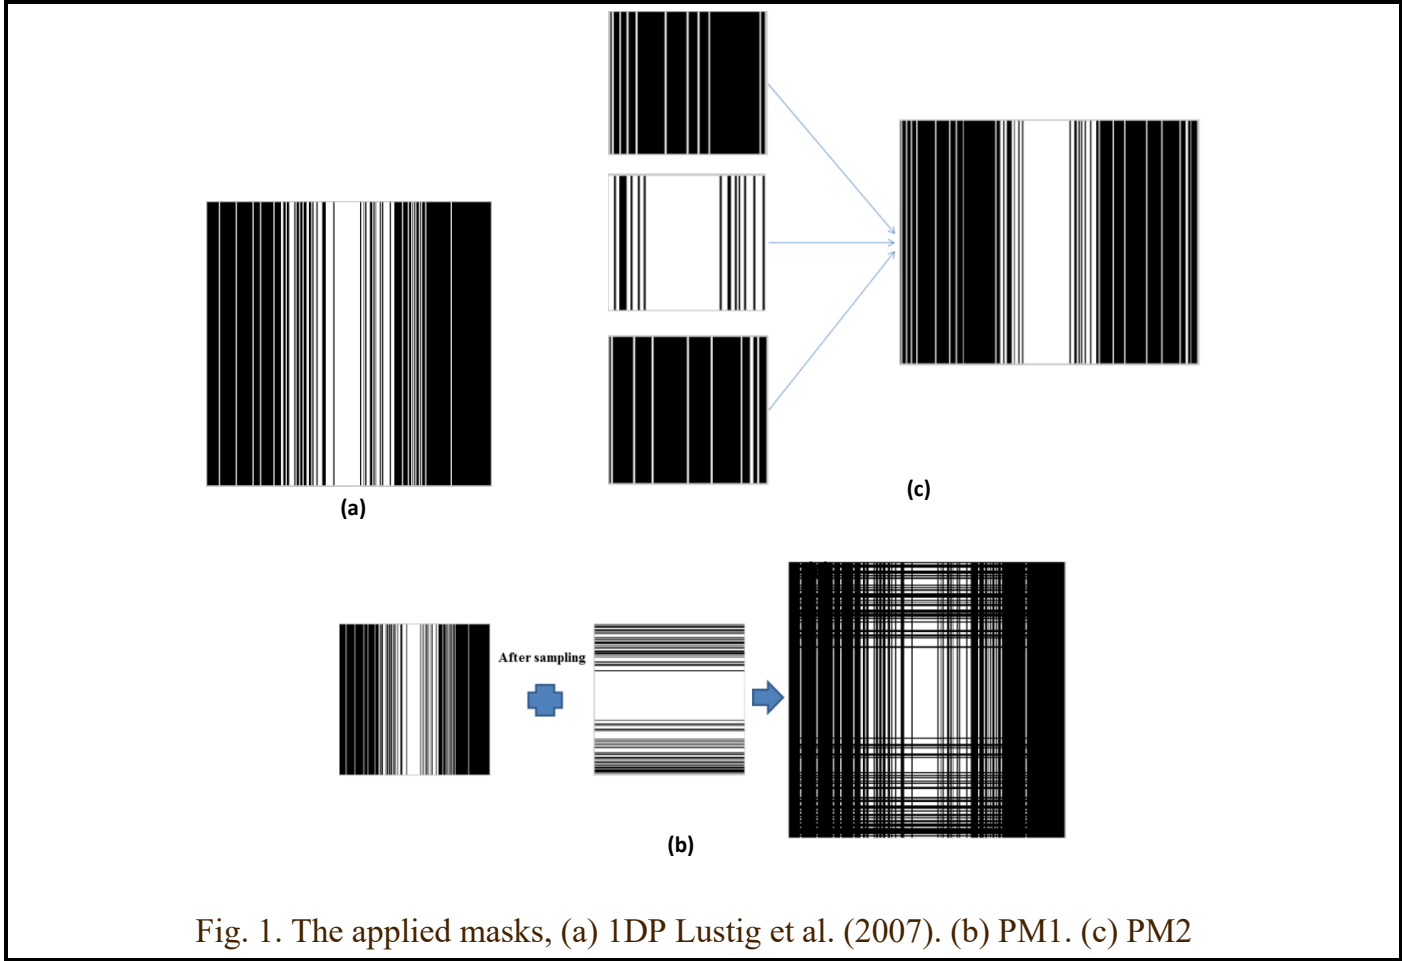 (a)
(c)
After sampling
(b)
Fig. 1. The applied masks, (a) 1DP Lustig et al. (2007). (b) PM1. (c) PM2